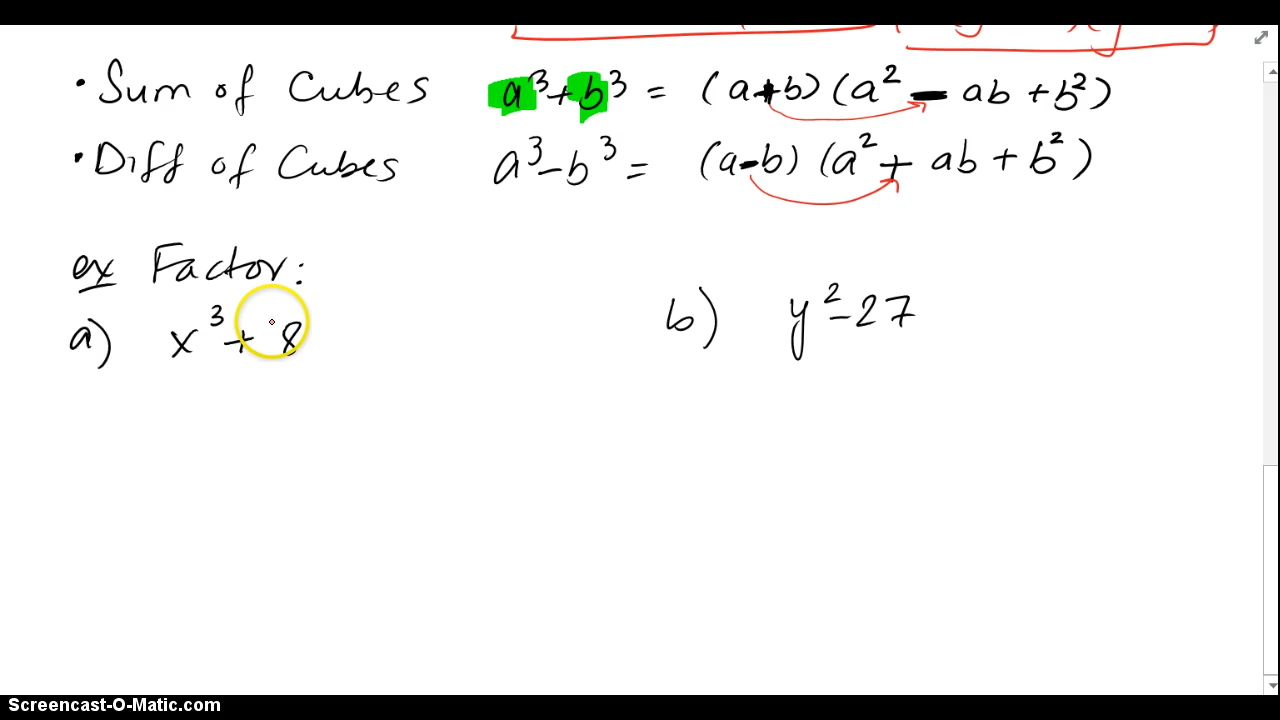 • Sum of Cubes a³+b³ = (a+b)(a² - ab + b²)
• Diff of Cubes a³-b³ = (a-b)(a² + ab + b²)
ex Factor:
a) x³ + 8 b) y²-27
Screencast-O-Matic.com